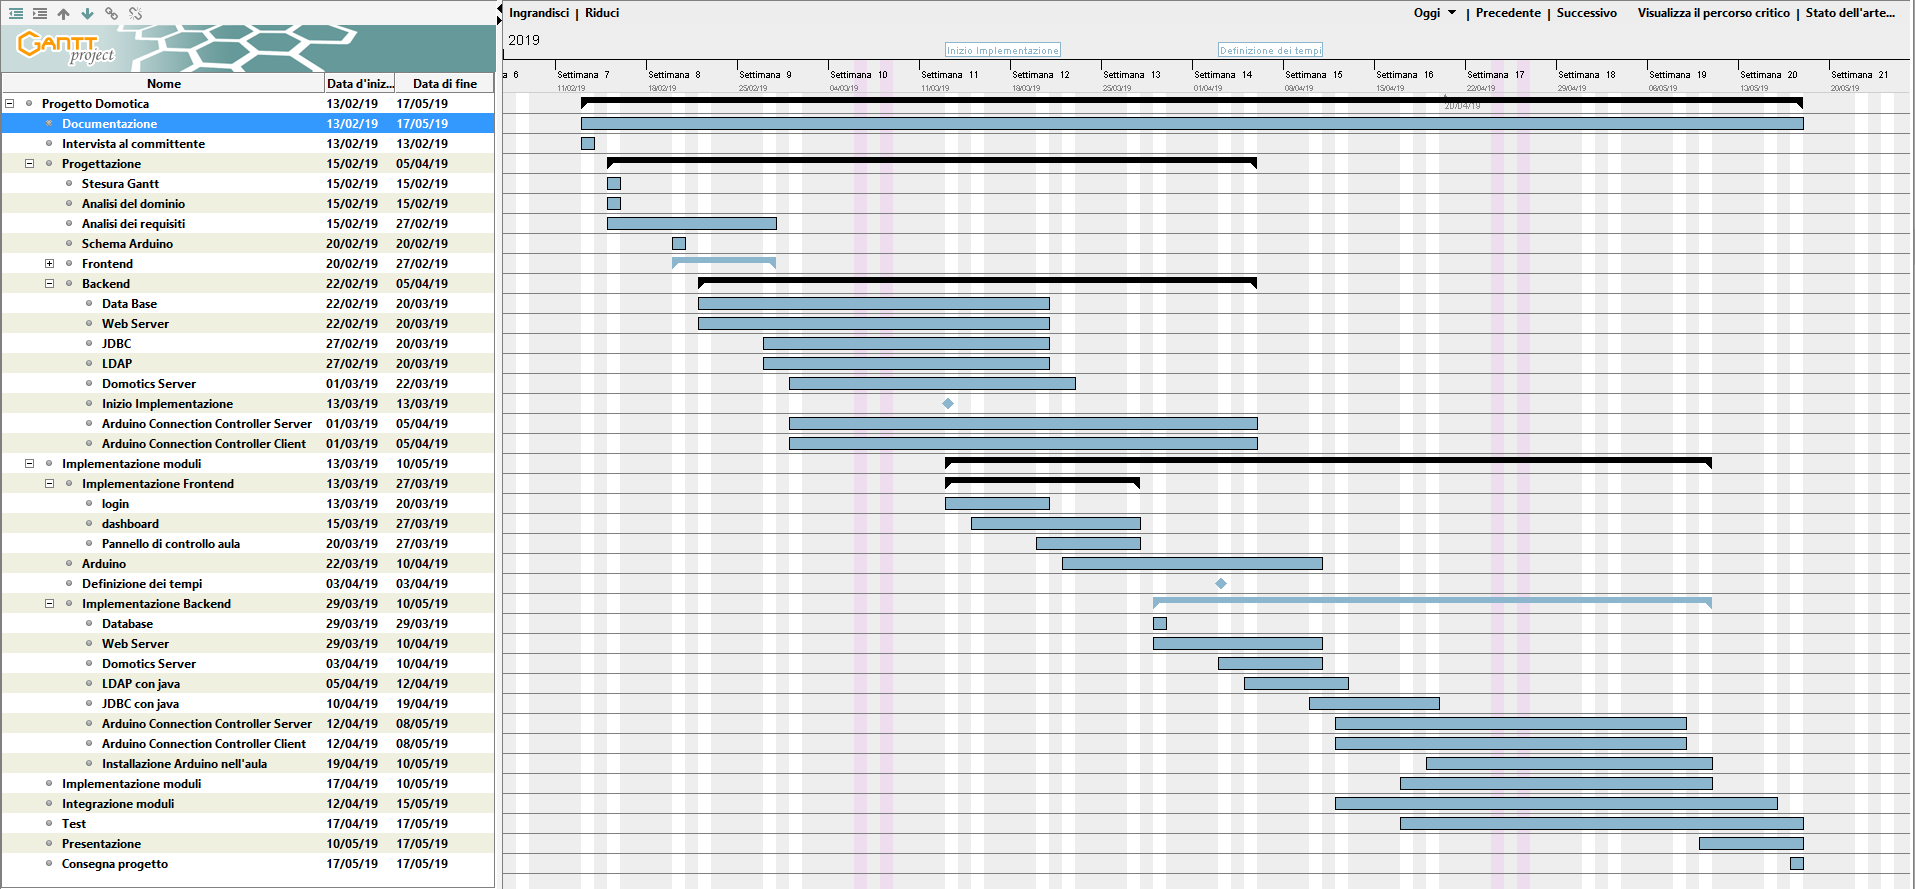 Ingrandisci | Riduci
Oggi | Precedente | Successivo Visualizza il percorso critico | Stato dell'arte...
GANTT project
2019
Inizio Implementazione Definizione dei tempi
a 6 Settimana 7 Settimana 8 Settimana 9 Settimana 10 Settimana 11 Settimana 12 Settimana 13 Settimana 14 Settimana 15 Settimana 16 Settimana 17 Settimana 18 Settimana 19 Settimana 20 Settimana 21
11/02/19 18/02/19 25/02/19 04/03/19 11/03/19 18/03/19 25/03/19 01/04/19 08/04/19 15/04/19 22/04/19 29/04/19 06/05/19 13/05/19 20/05/19
20/04/19
Nome Data d'iniz... Data di fine
Progetto Domotica 13/02/19 17/05/19
Documentazione 13/02/19 17/05/19
Intervista al committente 13/02/19 13/02/19
Progettazione 15/02/19 05/04/19
Stesura Gantt 15/02/19 15/02/19
Analisi del dominio 15/02/19 15/02/19
Analisi dei requisiti 15/02/19 27/02/19
Schema Arduino 20/02/19 20/02/19
Frontend 20/02/19 27/02/19
Backend 22/02/19 05/04/19
Data Base 22/02/19 20/03/19
Web Server 22/02/19 20/03/19
JDBC 27/02/19 20/03/19
LDAP 27/02/19 20/03/19
Domotics Server 01/03/19 22/03/19
Inizio Implementazione 13/03/19 13/03/19
Arduino Connection Controller Server 01/03/19 05/04/19
Arduino Connection Controller Client 01/03/19 05/04/19
Implementazione moduli 13/03/19 10/05/19
Implementazione Frontend 13/03/19 27/03/19
login 13/03/19 20/03/19
dashboard 15/03/19 27/03/19
Pannello di controllo aula 20/03/19 27/03/19
Arduino 22/03/19 10/04/19
Definizione dei tempi 03/04/19 03/04/19
Implementazione Backend 29/03/19 10/05/19
Database 29/03/19 29/03/19
Web Server 29/03/19 10/04/19
Domotics Server 03/04/19 10/04/19
LDAP con java 05/04/19 12/04/19
JDBC con java 10/04/19 19/04/19
Arduino Connection Controller Server 12/04/19 08/05/19
Arduino Connection Controller Client 12/04/19 08/05/19
Installazione Arduino nell'aula 19/04/19 10/05/19
Implementazione moduli 17/04/19 10/05/19
Integrazione moduli 12/04/19 15/05/19
Test 17/04/19 17/05/19
Presentazione 10/05/19 17/05/19
Consegna progetto 17/05/19 17/05/19